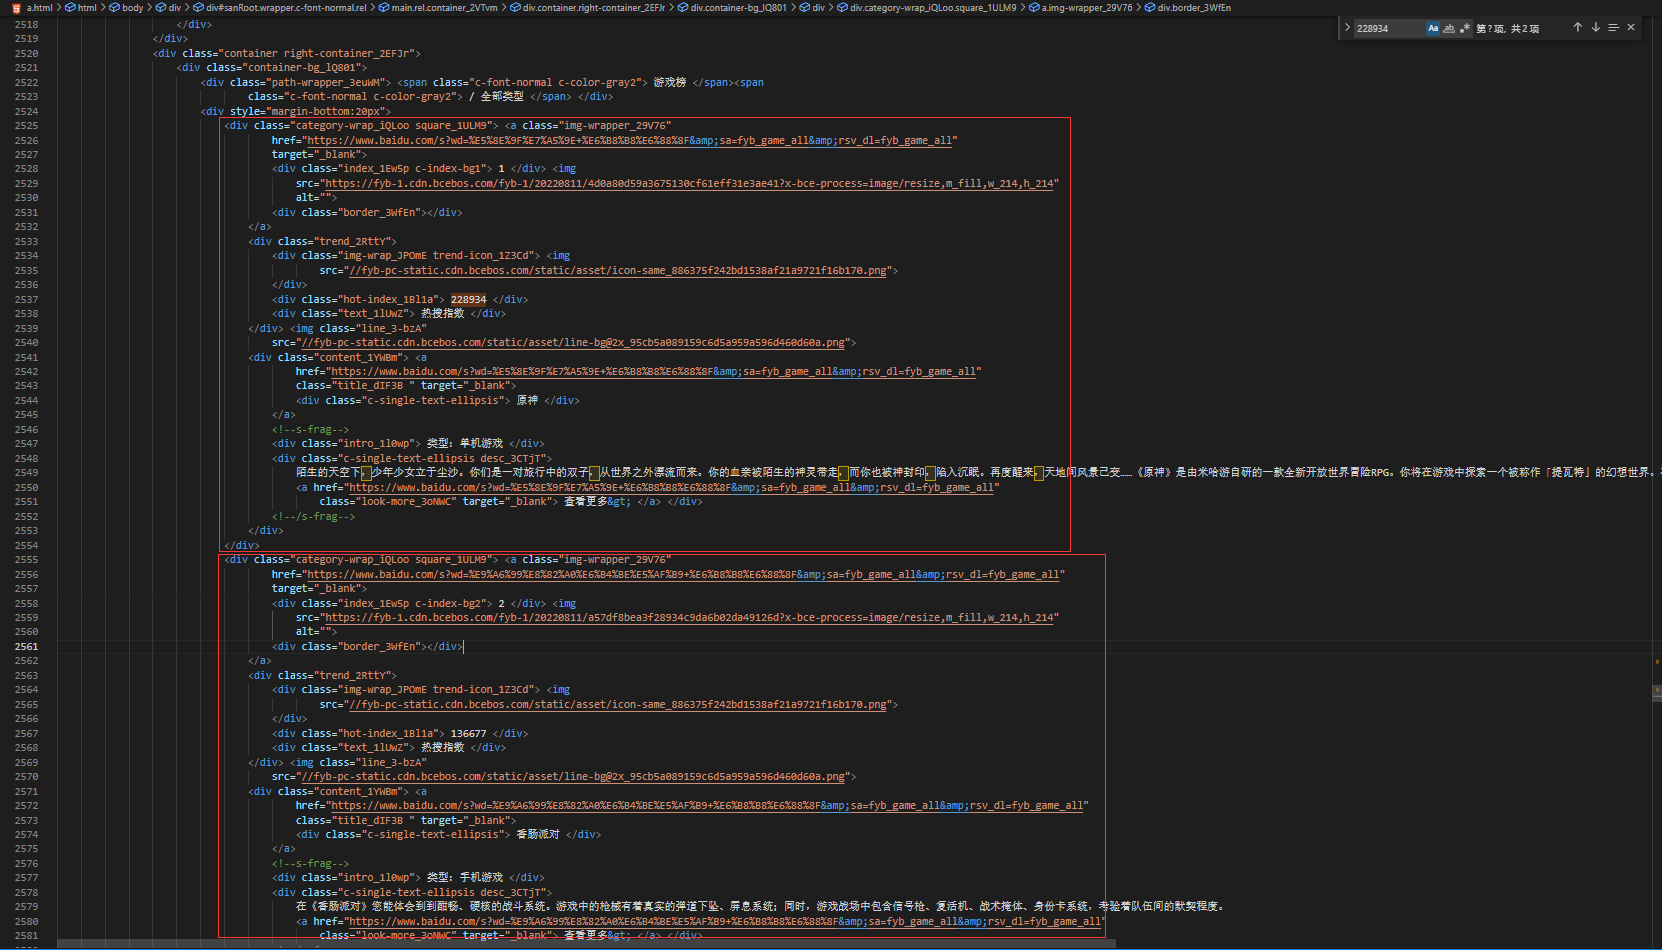 a.html > html > body > div > div#sanRoot.wrapper.c-font-normal.rel > main.rel.container_2VTvm > div.container.right-container_2EFJr > div.container-bg_lQ801 > div > div.category-wrap_iQLoo.square_1ULM9 > a.img-wrapper_29V76 > div.border_3WfEn
228934 Aa ab .* 第?项, 共2项
2518 </div>
2519 </div>
2520 <div class="container right-container_2EFJr">
2521 <div class="container-bg_lQ801">
2522 <div class="path-wrapper_3euWM"> <span class="c-font-normal c-color-gray2"> 游戏榜 </span><span
2523 class="c-font-normal c-color-gray2"> / 全部类型 </span> </div>
2524 <div style="margin-bottom:20px">
2525 <div class="category-wrap_iQLoo square_1ULM9"> <a class="img-wrapper_29V76"
2526 href="https://www.baidu.com/s?wd=%E5%8E%9F%E7%A5%9E+%E6%B8%B8%E6%88%8F&amp;sa=fyb_game_all&amp;rsv_dl=fyb_game_all"
2527 target="_blank">
2528 <div class="index_1Ew5p c-index-bg1"> 1 </div> <img
2529 src="https://fyb-1.cdn.bcebos.com/fyb-1/20220811/4d0a80d59a3675130cf61eff31e3ae41?x-bce-process=image/resize,m_fill,w_214,h_214"
2530 alt="">
2531 <div class="border_3WfEn"></div>
2532 </a>
2533 <div class="trend_2RttY">
2534 <div class="img-wrap_JPOmE trend-icon_1Z3Cd"> <img
2535 src="//fyb-pc-static.cdn.bcebos.com/static/asset/icon-same_886375f242bd1538af21a9721f16b170.png">
2536 </div>
2537 <div class="hot-index_1Bl1a"> 228934 </div>
2538 <div class="text_1lUwZ"> 热搜指数 </div>
2539 </div> <img class="line_3-bzA"
2540 src="//fyb-pc-static.cdn.bcebos.com/static/asset/line-bg@2x_95cb5a089159c6d5a959a596d460d60a.png">
2541 <div class="content_1YWBm"> <a
2542 href="https://www.baidu.com/s?wd=%E5%8E%9F%E7%A5%9E+%E6%B8%B8%E6%88%8F&amp;sa=fyb_game_all&amp;rsv_dl=fyb_game_all"
2543 class="title_dIF3B " target="_blank">
2544 <div class="c-single-text-ellipsis"> 原神 </div>
2545 </a>
2546 <!--s-frag-->
2547 <div class="intro_1l0wp"> 类型：单机游戏 </div>
2548 <div class="c-single-text-ellipsis desc_3CTjT">
2549 陌生的天空下，少年少女立于尘沙。你们是一对旅行中的双子，从世界之外漂流而来。你的血亲被陌生的神灵带走，而你也被神封印，陷入沉眠。再度醒来，天地间风景已变……《原神》是由米哈游自研的一款全新开放世界冒险RPG。你将在游戏中探索一个被称作「提瓦特」的幻想世界。
2550 <a href="https://www.baidu.com/s?wd=%E5%8E%9F%E7%A5%9E+%E6%B8%B8%E6%88%8F&amp;sa=fyb_game_all&amp;rsv_dl=fyb_game_all"
2551 class="look-more_3oNWC" target="_blank"> 查看更多&gt; </a> </div>
2552 <!--/s-frag-->
2553 </div>
2554 </div>
2555 <div class="category-wrap_iQLoo square_1ULM9"> <a class="img-wrapper_29V76"
2556 href="https://www.baidu.com/s?wd=%E9%A6%99%E8%82%A0%E6%B4%BE%E5%AF%B9+%E6%B8%B8%E6%88%8F&amp;sa=fyb_game_all&amp;rsv_dl=fyb_game_all"
2557 target="_blank">
2558 <div class="index_1Ew5p c-index-bg2"> 2 </div> <img
2559 src="https://fyb-1.cdn.bcebos.com/fyb-1/20220811/a57df8bea3f28934c9da6b02da49126d?x-bce-process=image/resize,m_fill,w_214,h_214"
2560 alt="">
2561 <div class="border_3WfEn"></div>
2562 </a>
2563 <div class="trend_2RttY">
2564 <div class="img-wrap_JPOmE trend-icon_1Z3Cd"> <img
2565 src="//fyb-pc-static.cdn.bcebos.com/static/asset/icon-same_886375f242bd1538af21a9721f16b170.png">
2566 </div>
2567 <div class="hot-index_1Bl1a"> 136677 </div>
2568 <div class="text_1lUwZ"> 热搜指数 </div>
2569 </div> <img class="line_3-bzA"
2570 src="//fyb-pc-static.cdn.bcebos.com/static/asset/line-bg@2x_95cb5a089159c6d5a959a596d460d60a.png">
2571 <div class="content_1YWBm"> <a
2572 href="https://www.baidu.com/s?wd=%E9%A6%99%E8%82%A0%E6%B4%BE%E5%AF%B9+%E6%B8%B8%E6%88%8F&amp;sa=fyb_game_all&amp;rsv_dl=fyb_game_all"
2573 class="title_dIF3B " target="_blank">
2574 <div class="c-single-text-ellipsis"> 香肠派对 </div>
2575 </a>
2576 <!--s-frag-->
2577 <div class="intro_1l0wp"> 类型：手机游戏 </div>
2578 <div class="c-single-text-ellipsis desc_3CTjT">
2579 在《香肠派对》您能体会到到酣畅、硬核的战斗系统。游戏中的枪械有着真实的弹道下坠、屏息系统；同时，游戏战场中包含信号枪、复活机、战术掩体、身份卡系统，考验着队伍间的默契程度。
2580 <a href="https://www.baidu.com/s?wd=%E9%A6%99%E8%82%A0%E6%B4%BE%E5%AF%B9+%E6%B8%B8%E6%88%8F&amp;sa=fyb_game_all&amp;rsv_dl=fyb_game_all"
2581 class="look-more_3oNWC" target="_blank"> 查看更多&gt; </a> </div>